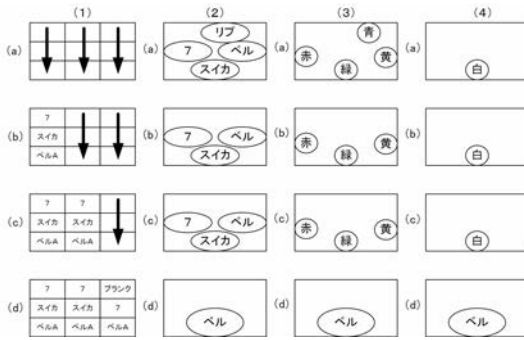 (1) (2) (3) (4)
(a) (a) リプ (a) 青 (a)
7 ベル 赤 黄
スイカ 緑 白
(b) 7 (b) (b) (b)
スイカ 7 ベル 赤 黄
ベルA スイカ 緑 白
(c) 7 7 (c) (c) (c)
スイカ スイカ 7 ベル 赤 黄
ベルA ベルA スイカ 緑 白
(d) 7 7 ブランク (d) (d) (d)
スイカ スイカ 7 ベル ベル ベル
ベルA ベルA ベルA